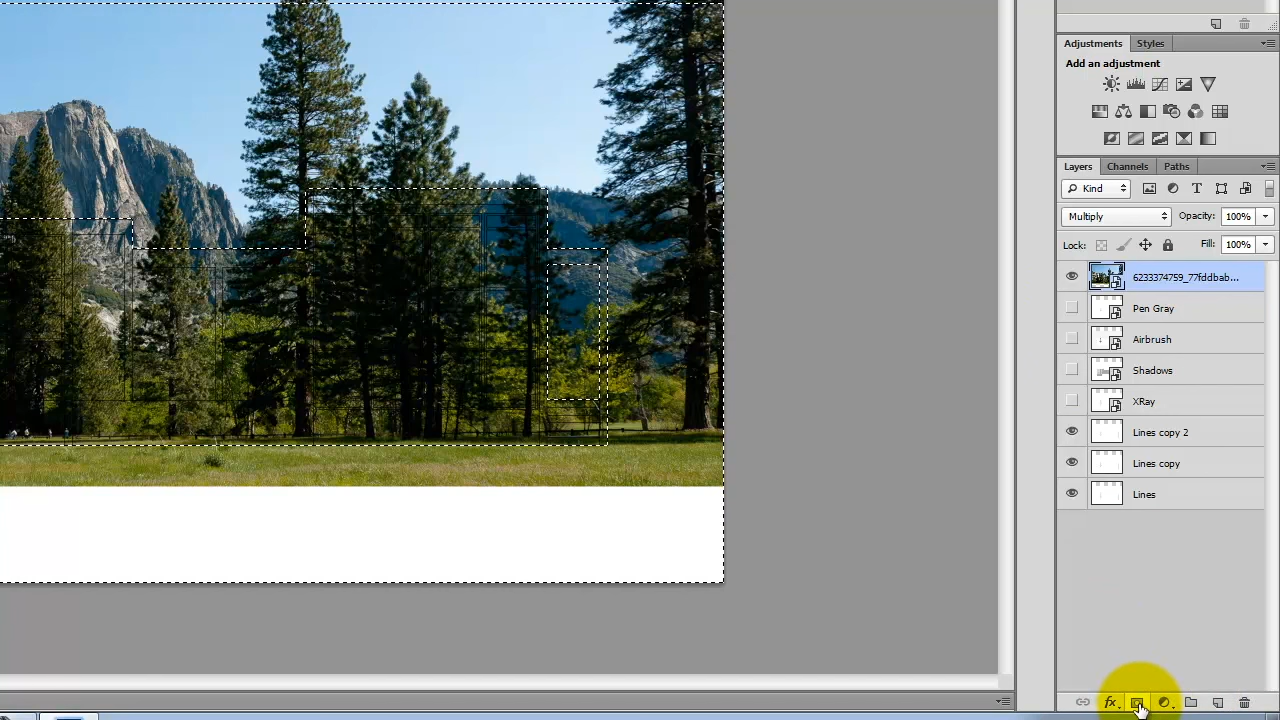 Adjustments Styles
Add an adjustment
Layers Channels Paths
Kind
Multiply Opacity: 100%
Lock: Fill: 100%
6233374759_77fddbab...
Pen Gray
Airbrush
Shadows
XRay
Lines copy 2
Lines copy
Lines
fx